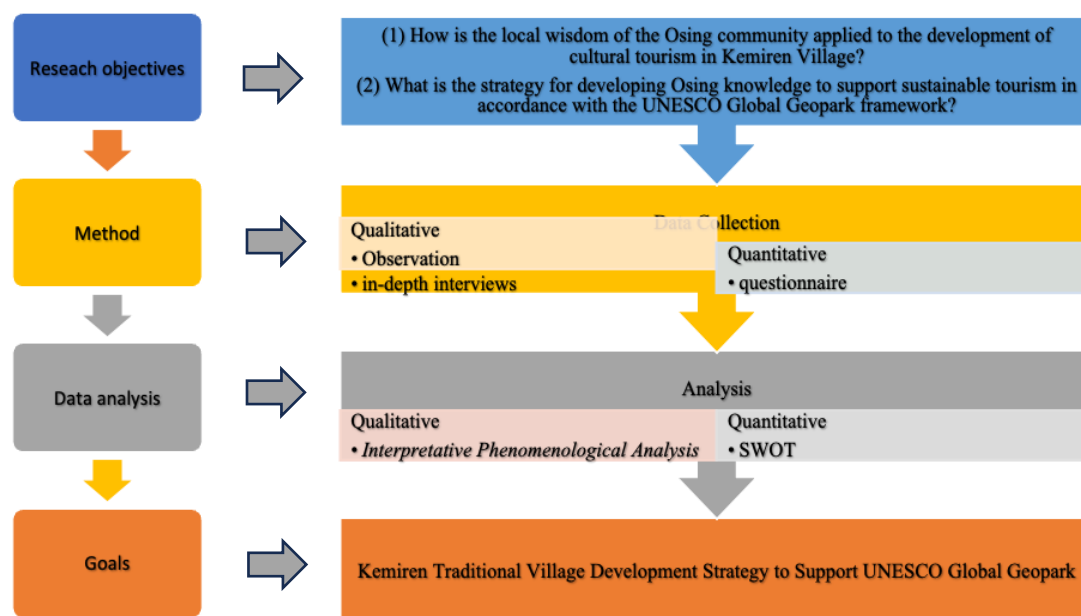 Reseach objectives
(1) How is the local wisdom of the Osing community applied to the development of
cultural tourism in Kemiren Village?
(2) What is the strategy for developing Osing knowledge to support sustainable tourism in
accordance with the UNESCO Global Geopark framework?
Method
Data Collection
Qualitative
• Observation
• in-depth interviews
Quantitative
• questionnaire
Data analysis
Analysis
Qualitative
• Interpretative Phenomenological Analysis
Quantitative
• SWOT
Goals
Kemiren Traditional Village Development Strategy to Support UNESCO Global Geopark